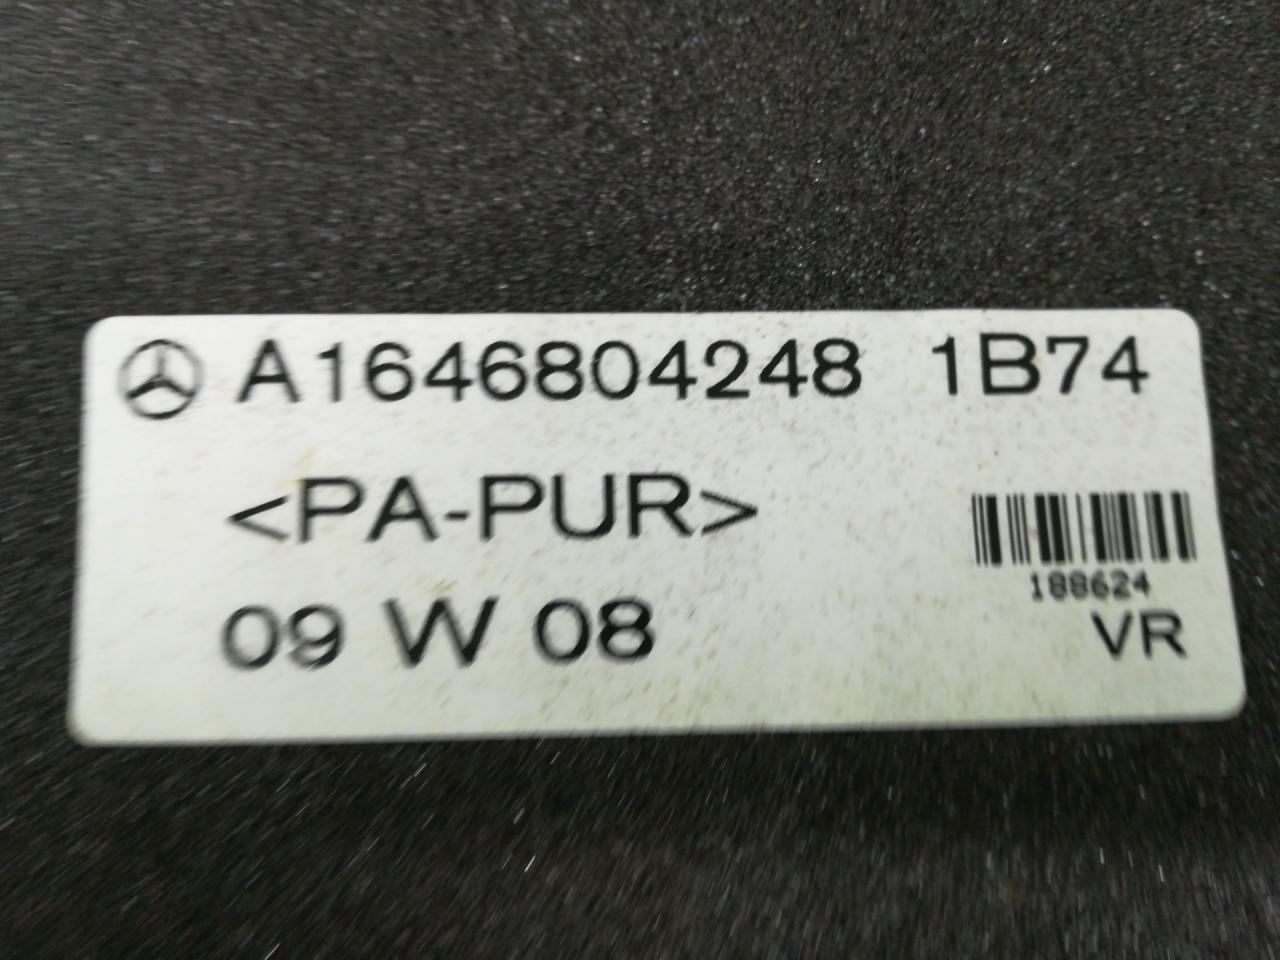 A1646804248 1B74
<PA-PUR>
188624
09 W 08
VR